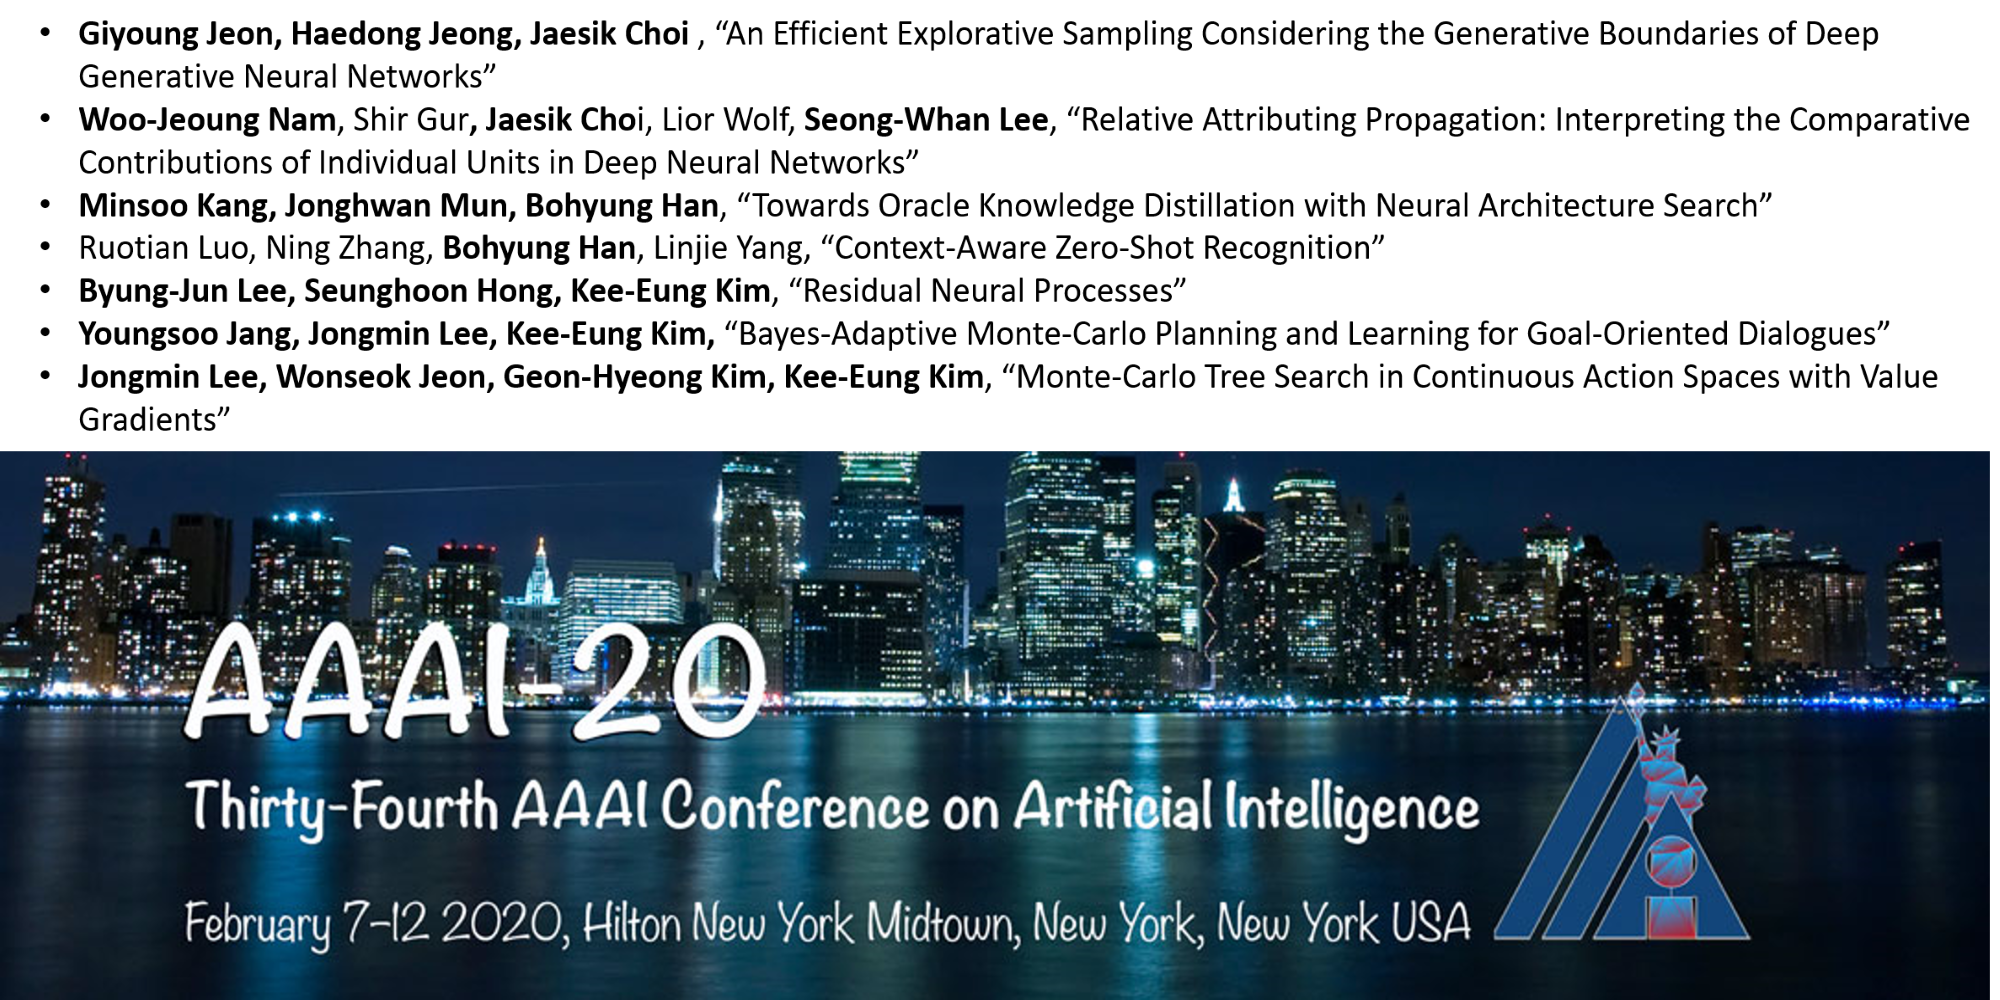 • Giyoung Jeon, Haedong Jeong, Jaesik Choi , “An Efficient Explorative Sampling Considering the Generative Boundaries of Deep
Generative Neural Networks”
• Woo-Jeoung Nam, Shir Gur, Jaesik Choi, Lior Wolf, Seong-Whan Lee, “Relative Attributing Propagation: Interpreting the Comparative
Contributions of Individual Units in Deep Neural Networks”
• Minsoo Kang, Jonghwan Mun, Bohyung Han, “Towards Oracle Knowledge Distillation with Neural Architecture Search”
• Ruotian Luo, Ning Zhang, Bohyung Han, Linjie Yang, “Context-Aware Zero-Shot Recognition”
• Byung-Jun Lee, Seunghoon Hong, Kee-Eung Kim, “Residual Neural Processes”
• Youngsoo Jang, Jongmin Lee, Kee-Eung Kim, “Bayes-Adaptive Monte-Carlo Planning and Learning for Goal-Oriented Dialogues”
• Jongmin Lee, Wonseok Jeon, Geon-Hyeong Kim, Kee-Eung Kim, “Monte-Carlo Tree Search in Continuous Action Spaces with Value
Gradients”
AAAI-20
Thirty-Fourth AAAI Conference on Artificial Intelligence
February 7-12 2020, Hilton New York Midtown, New York, New York USA